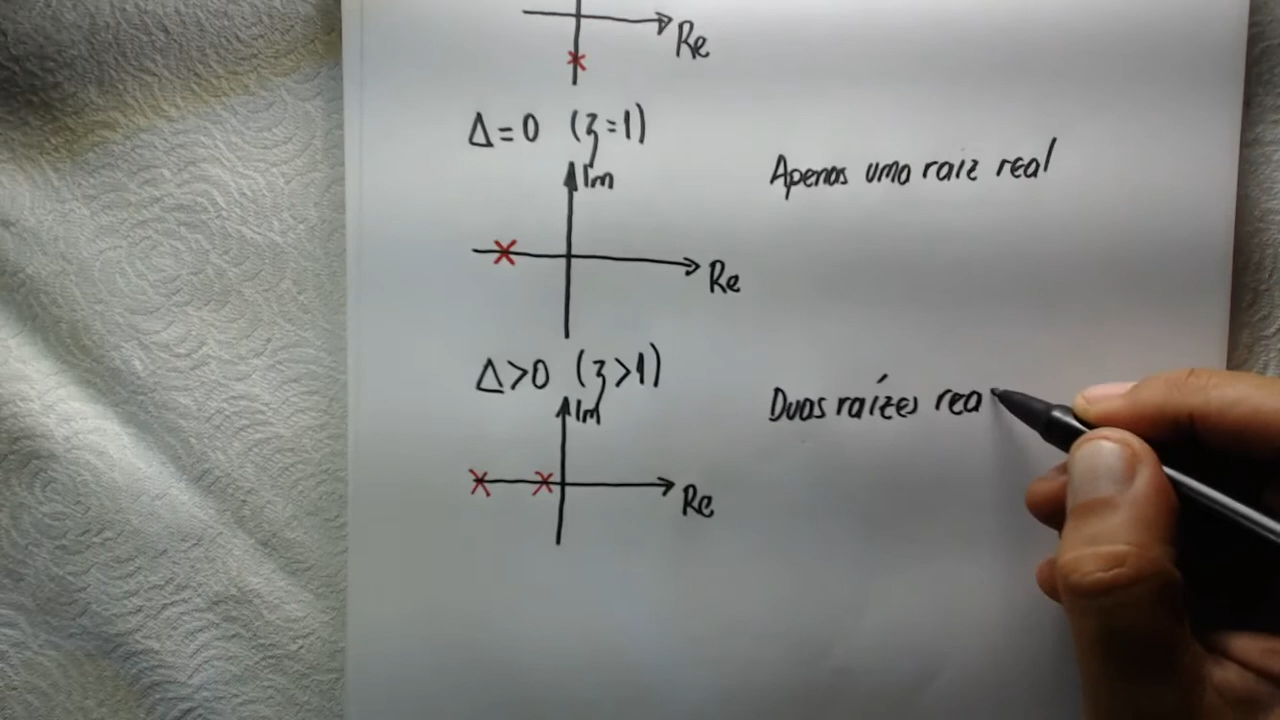 Re
Δ=0 (ζ=1)
Im
Apenas uma raiz real
Re
Δ>0 (ζ>1)
Im
Duas raízes rea
Re